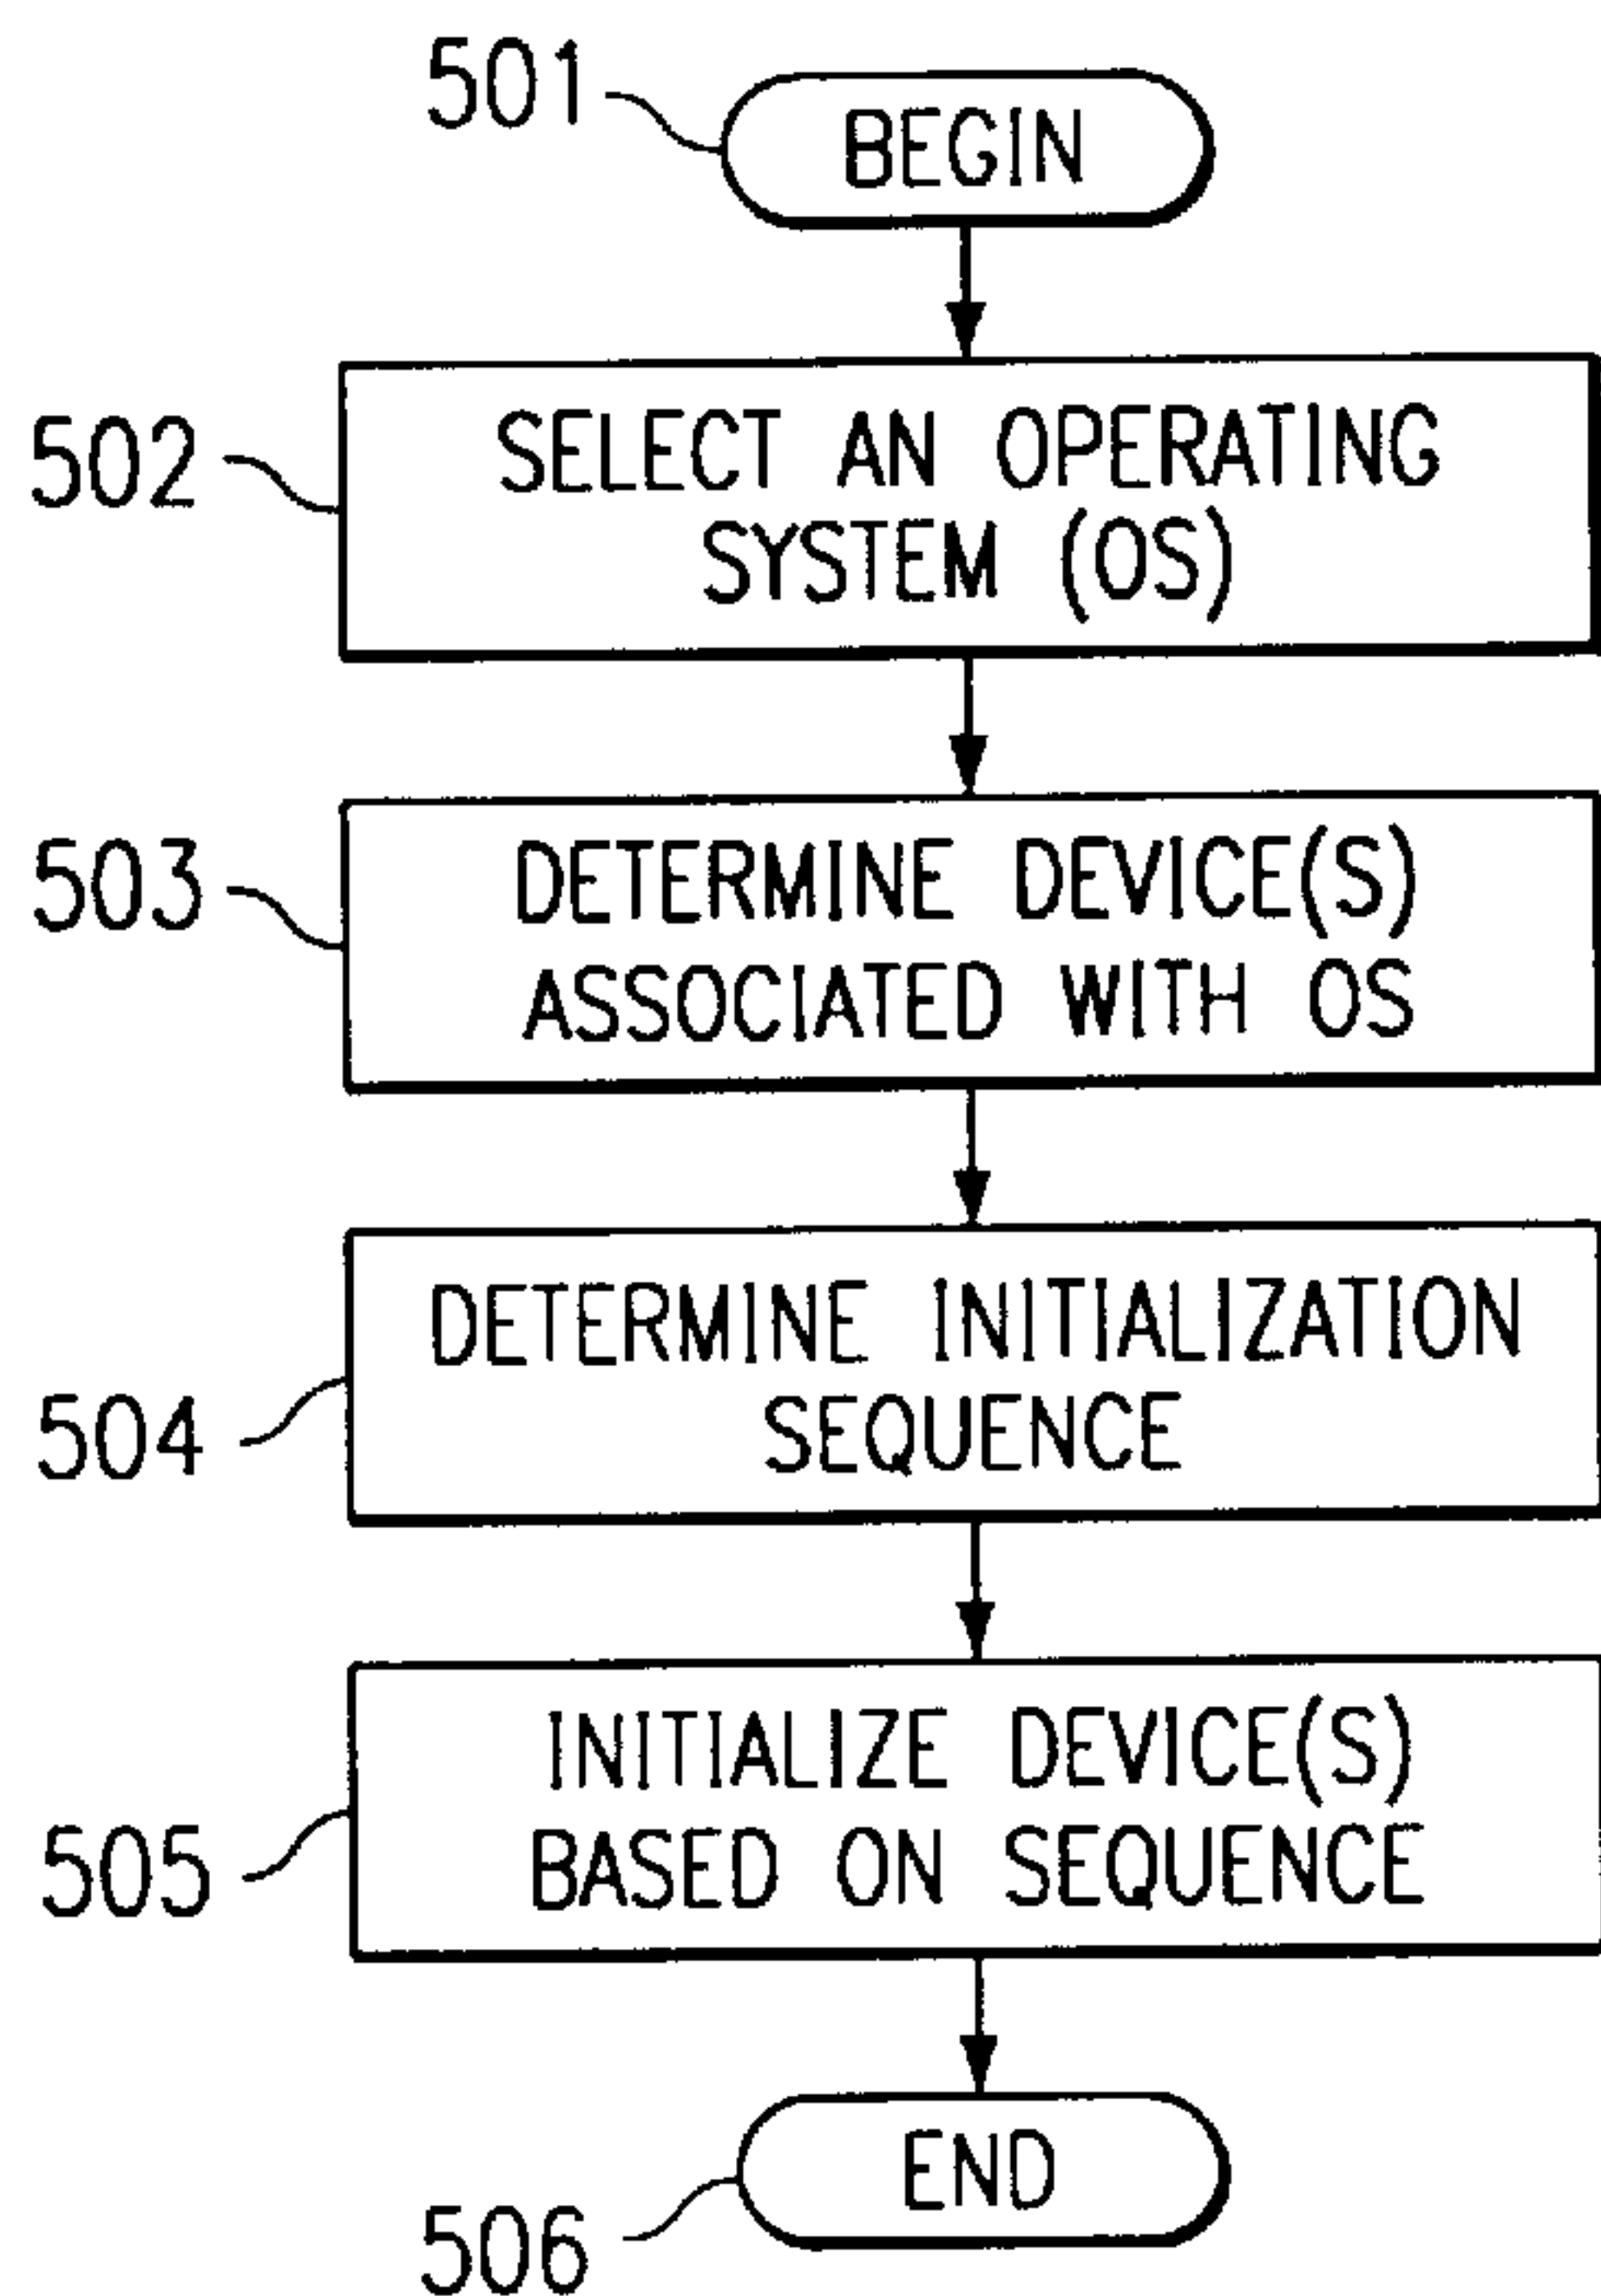 501
BEGIN
502
SELECT AN OPERATING
SYSTEM (OS)
503
DETERMINE DEVICE(S)
ASSOCIATED WITH OS
504
DETERMINE INITIALIZATION
SEQUENCE
505
INITIALIZE DEVICE(S)
BASED ON SEQUENCE
506
END